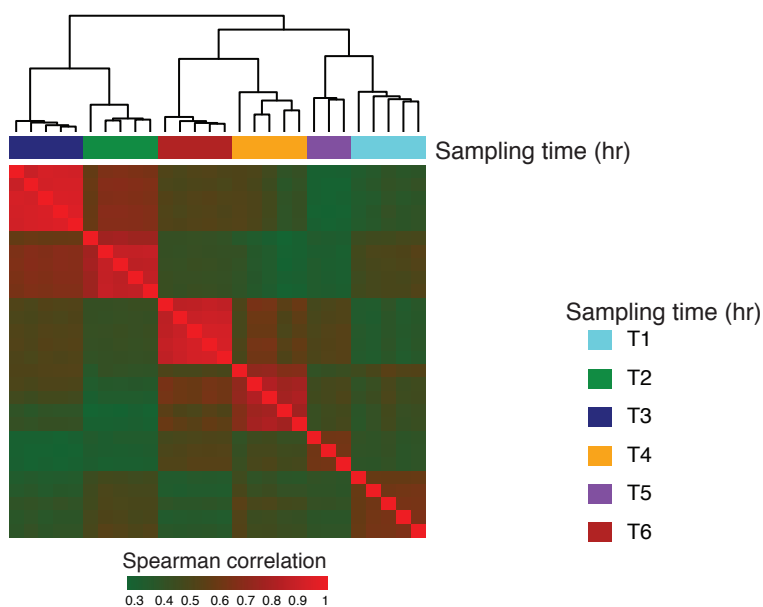 Sampling time (hr)
Sampling time (hr)
T1
T2
T3
T4
T5
T6
Spearman correlation
0.3 0.4 0.5 0.6 0.7 0.8 0.9 1